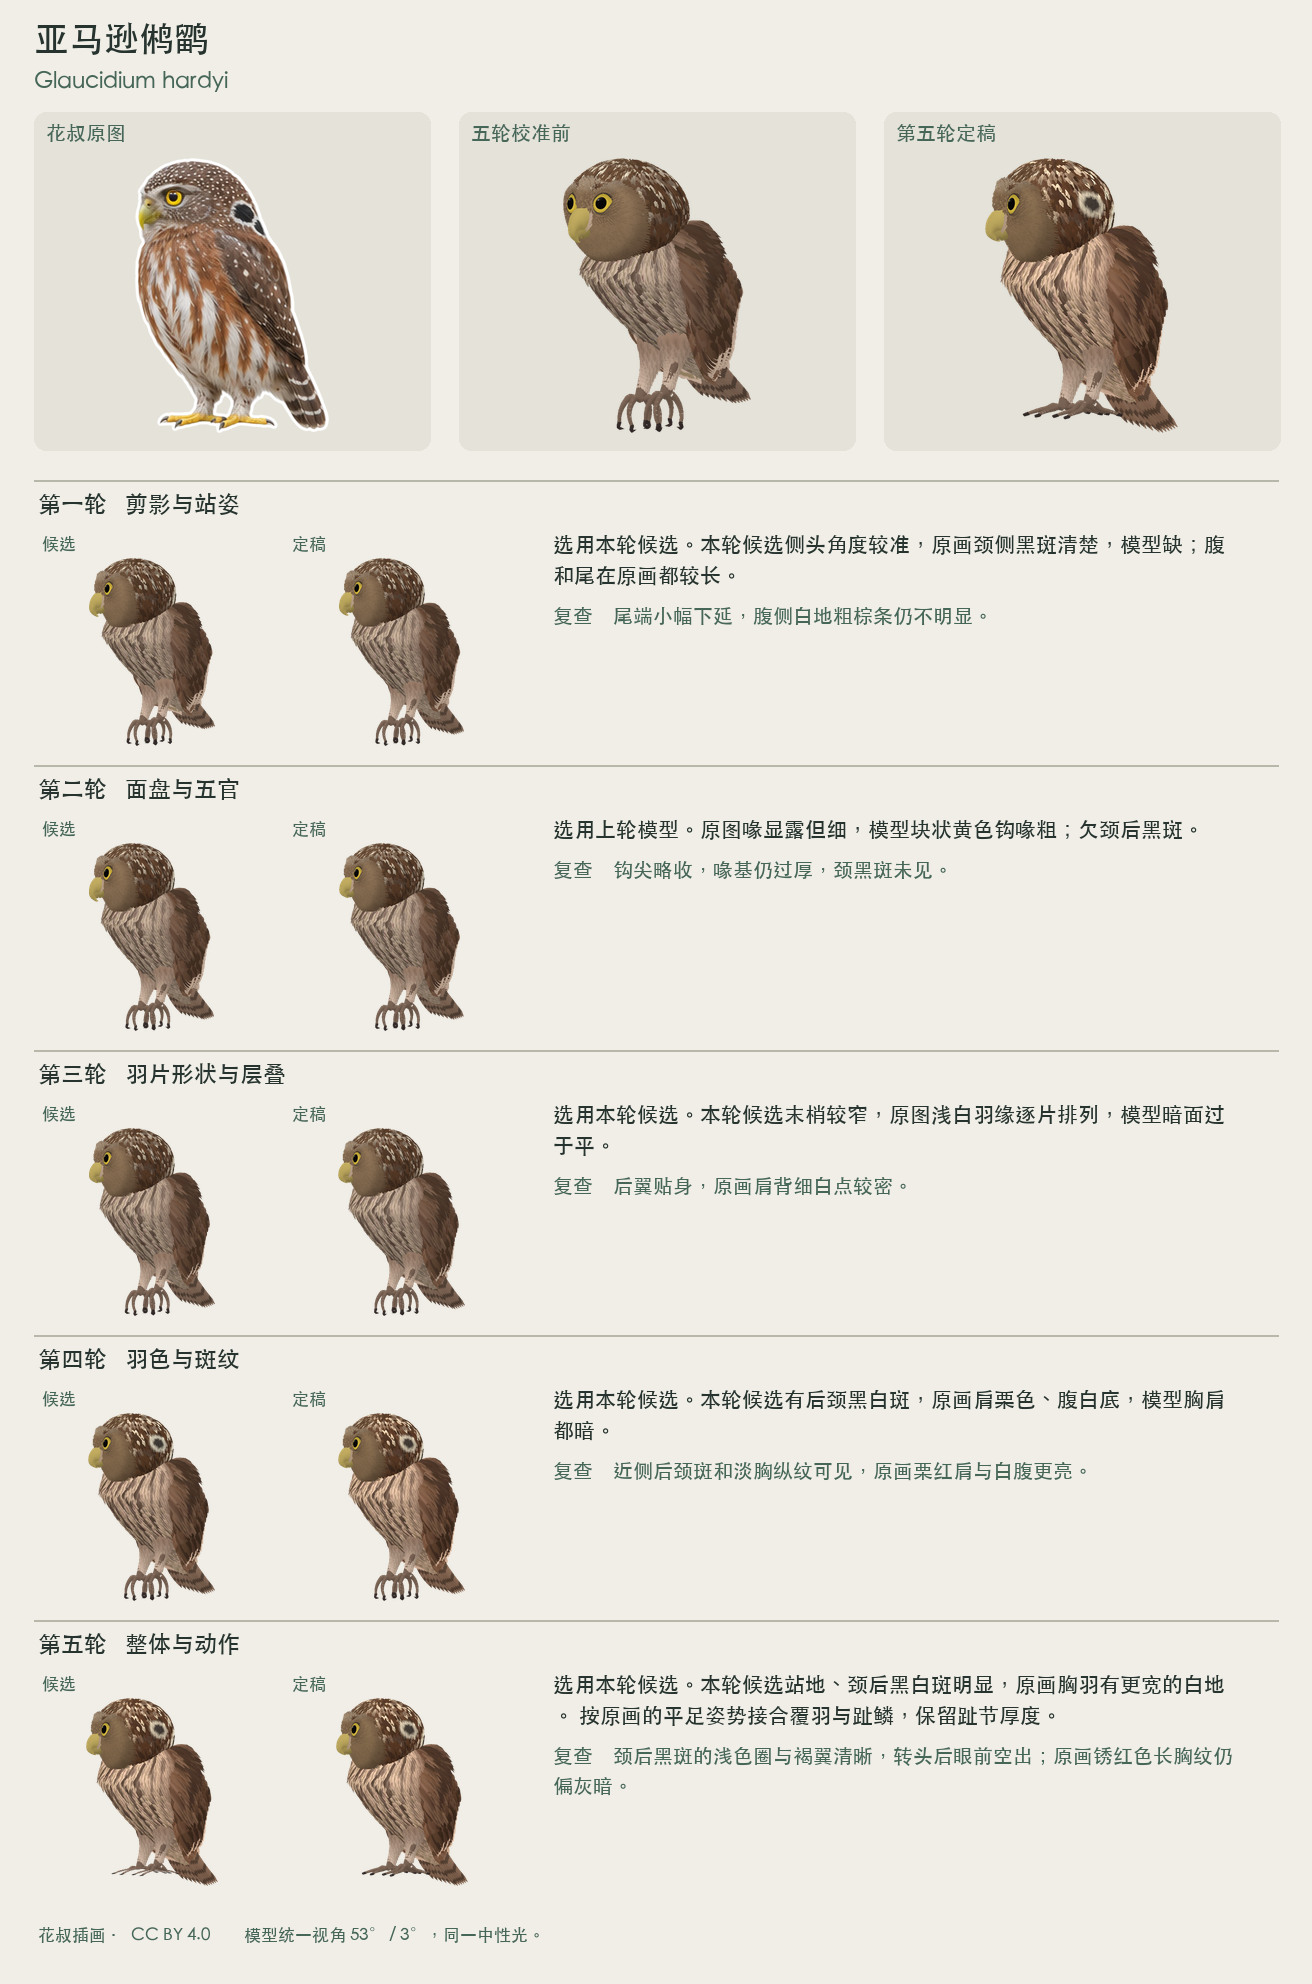 亚马逊鸺鹠
Glaucidium hardyi
花叔原图
五轮校准前
第五轮定稿
第一轮 剪影与站姿
候选
定稿
选用本轮候选。本轮候选侧头角度较准，原画颈侧黑斑清楚，模型缺；腹
和尾在原画都较长。
复查 尾端小幅下延，腹侧白地粗棕条仍不明显。
第二轮 面盘与五官
候选
定稿
选用上轮模型。原图喙显露但细，模型块状黄色钩喙粗；欠颈后黑斑。
复查 钩尖略收，喙基仍过厚，颈黑斑未见。
第三轮 羽片形状与层叠
候选
定稿
选用本轮候选。本轮候选末梢较窄，原图浅白羽缘逐片排列，模型暗面过
于平。
复查 后翼贴身，原画肩背细白点较密。
第四轮 羽色与斑纹
候选
定稿
选用本轮候选。本轮候选有后颈黑白斑，原画肩栗色、腹白底，模型胸肩
都暗。
复查 近侧后颈斑和淡胸纵纹可见，原画栗红肩与白腹更亮。
第五轮 整体与动作
候选
定稿
选用本轮候选。本轮候选站地、颈后黑白斑明显，原画胸羽有更宽的白地
。 按原画的平足姿势接合覆羽与趾鳞，保留趾节厚度。
复查 颈后黑斑的浅色圈与褐翼清晰，转头后眼前空出；原画锈红色长胸纹仍
偏灰暗。
花叔插画 · CC BY 4.0 模型统一视角 53° / 3° ，同一中性光。